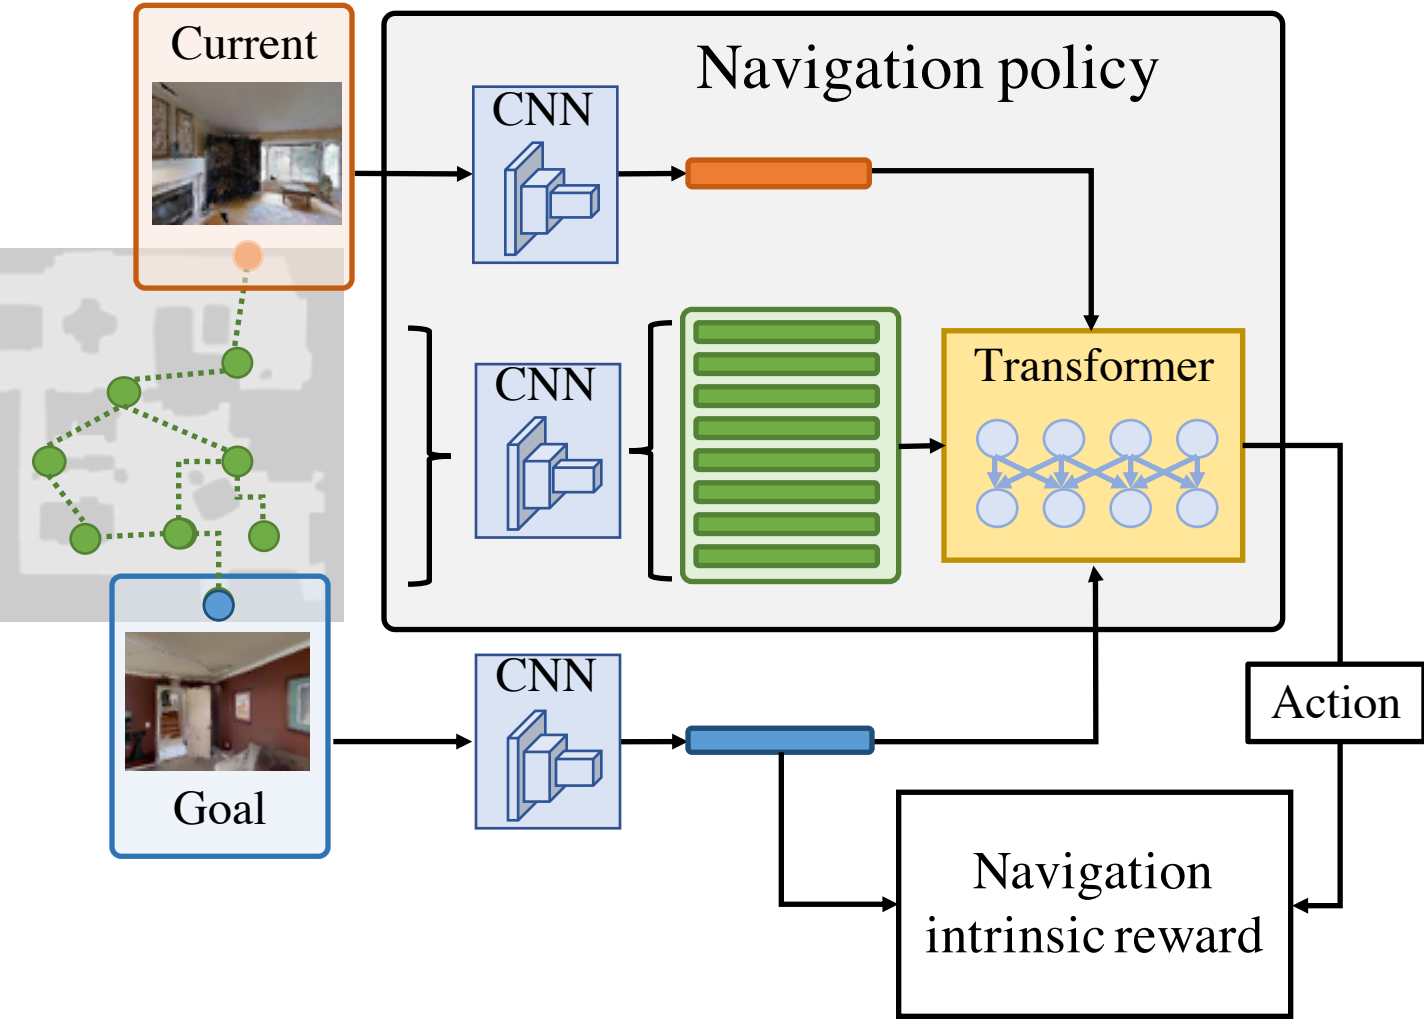 Current
Navigation policy
CNN
CNN
Transformer
CNN
Goal
Action
Navigation
intrinsic reward